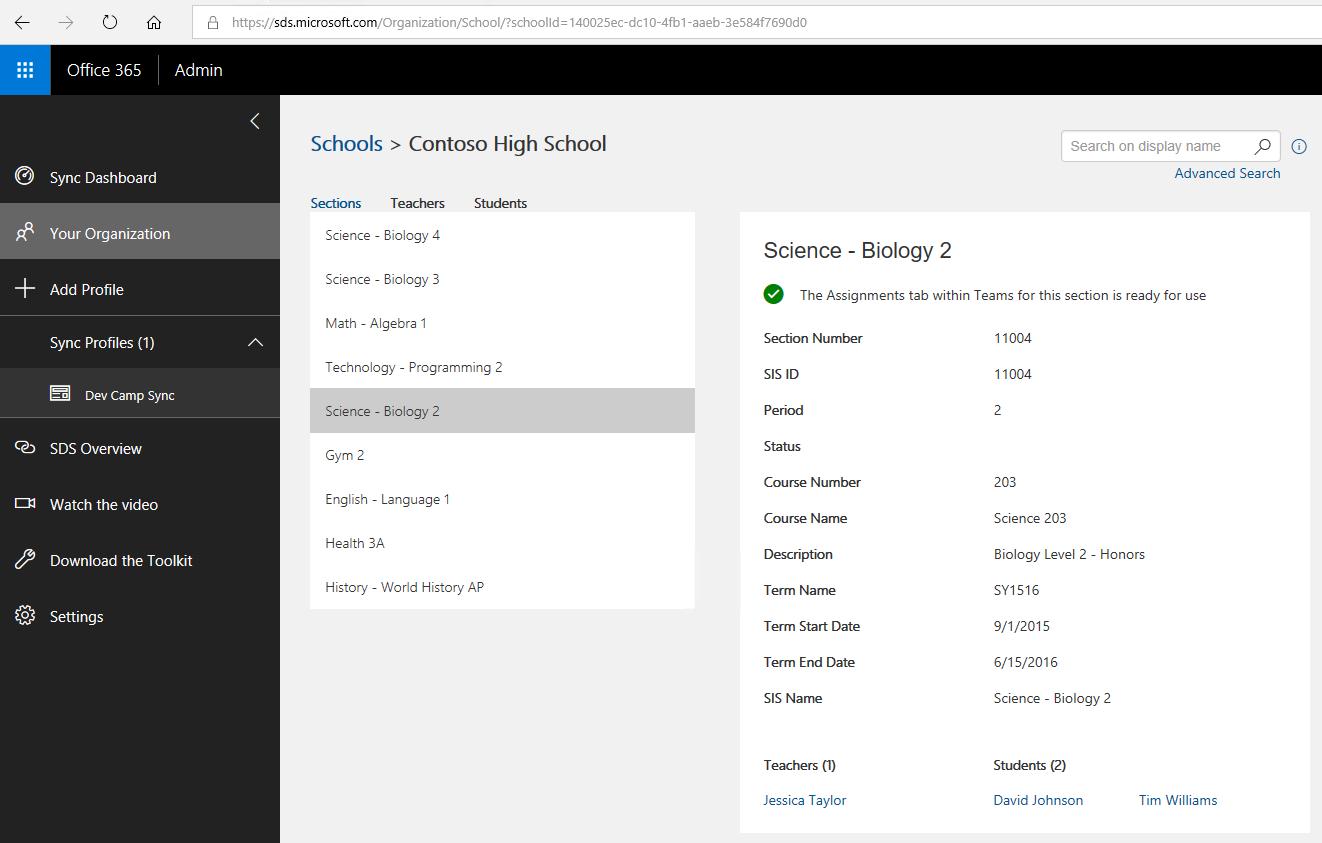 https://sds.microsoft.com/Organization/School/?schoolId=140025ec-dc10-4fb1-aaeb-3e584f7690d0
Office 365 Admin
Sync Dashboard
Your Organization
Add Profile
Sync Profiles (1)
Dev Camp Sync
SDS Overview
Watch the video
Download the Toolkit
Settings
Schools > Contoso High School
Search on display name
Advanced Search
Sections Teachers Students
Science - Biology 4
Science - Biology 3
Math - Algebra 1
Technology - Programming 2
Science - Biology 2
Gym 2
English - Language 1
Health 3A
History - World History AP
Science - Biology 2
The Assignments tab within Teams for this section is ready for use
Section Number 11004
SIS ID 11004
Period 2
Status
Course Number 203
Course Name Science 203
Description Biology Level 2 - Honors
Term Name SY1516
Term Start Date 9/1/2015
Term End Date 6/15/2016
SIS Name Science - Biology 2
Teachers (1) Students (2)
Jessica Taylor David Johnson Tim Williams